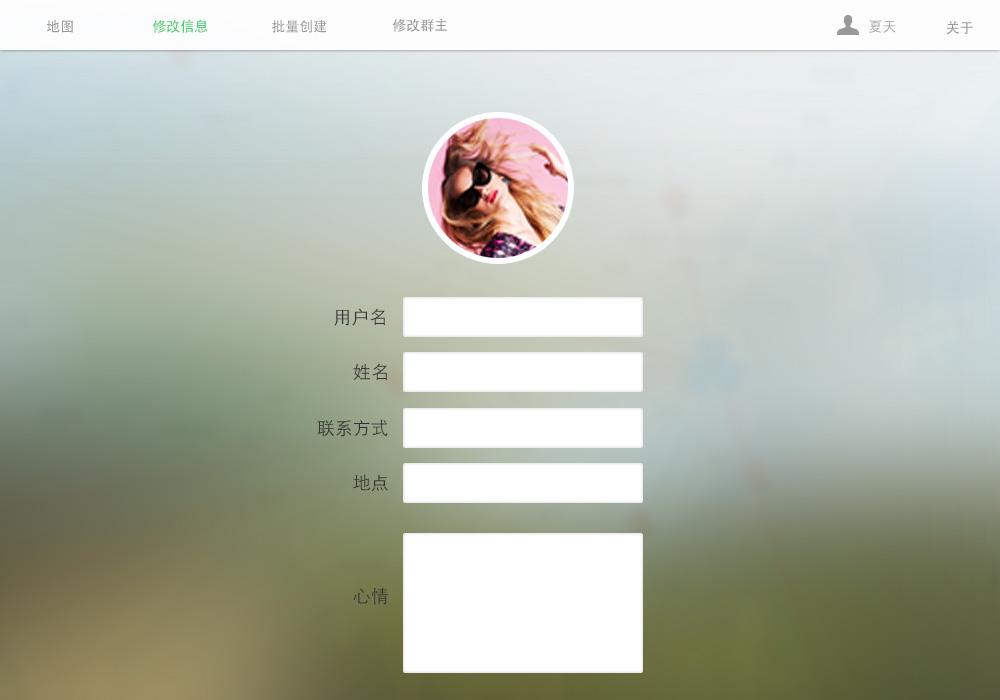 地图 修改信息 批量创建 修改群主 夏天 关于
用户名
姓名
联系方式
地点
心情